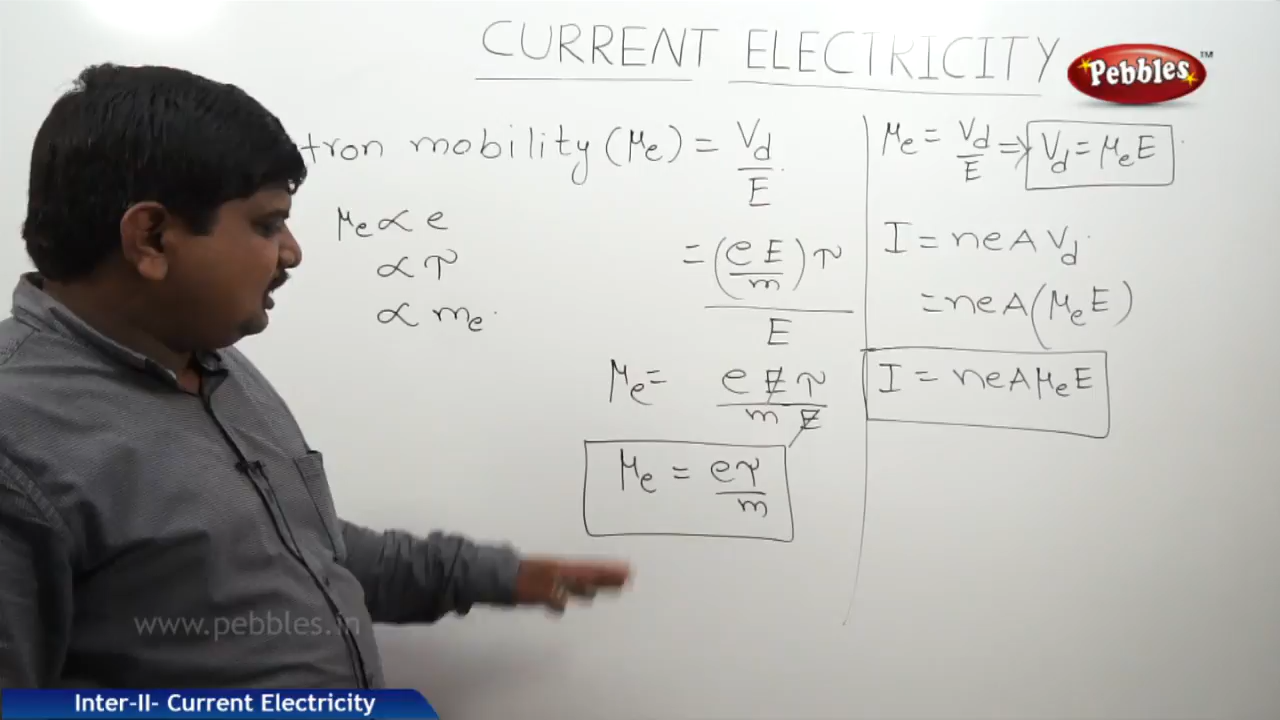 CURRENT ELECTRICITY
Pebbles™
tron mobility (μe) = Vd/E
μe ∝ e
∝ τ
∝ me
= (eE/m)τ / E
μe = eEτ / mE
μe = eτ/m
μe = Vd/E ⇒ Vd = μeE
I = neAVd
= neA(μeE)
I = neAμeE
www.pebbles.in
Inter-II- Current Electricity